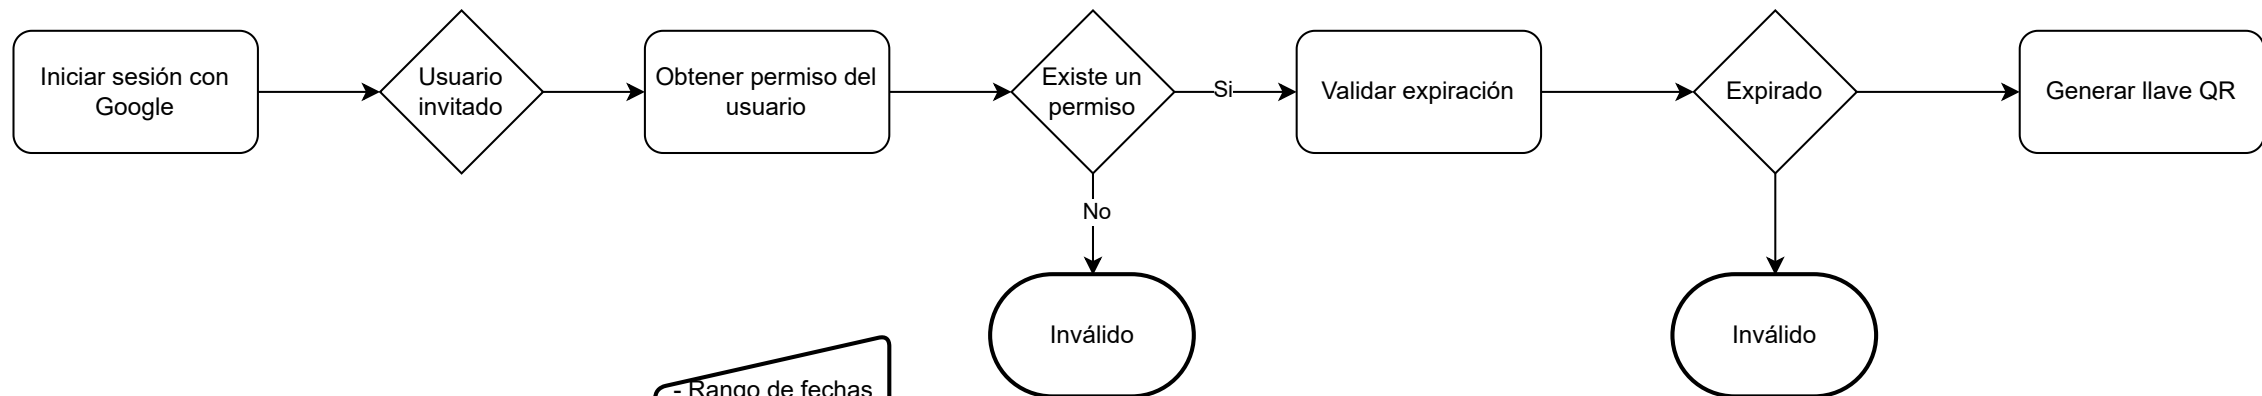 Iniciar sesión con
Google
Usuario
invitado
Obtener permiso del
usuario
Existe un
permiso
Si
Validar expiración
Expirado
Generar llave QR
No
Inválido
Inválido
- Rango de fechas